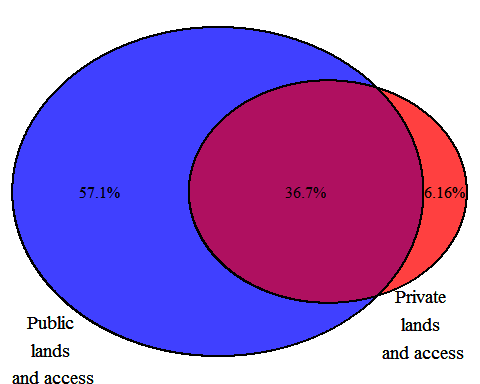 57.1%
36.7%
6.16%
Public
lands
and access
Private
lands
and access